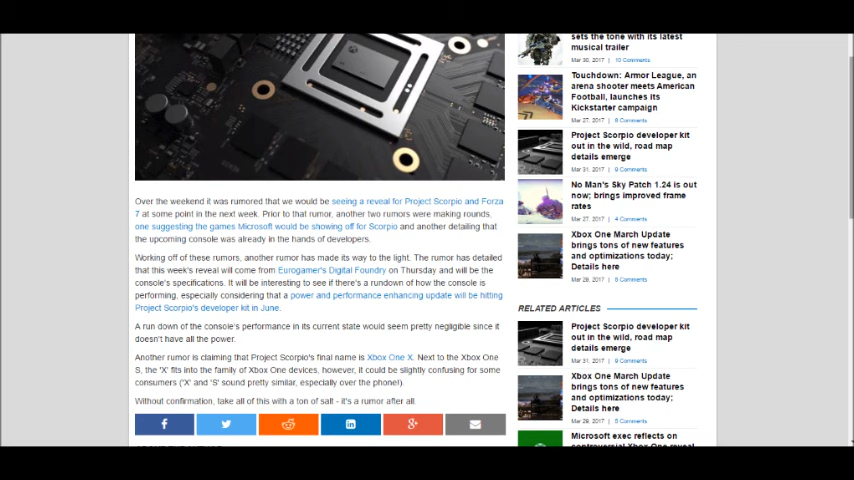 Over the weekend it was rumored that we would be seeing a reveal for Project Scorpio and Forza
7 at some point in the next week. Prior to that rumor, another two rumors were making rounds,
one suggesting the games Microsoft would be showing off for Scorpio and another detailing that
the upcoming console was already in the hands of developers.
Working off of these rumors, another rumor has made its way to the light. The rumor has detailed
that this week's reveal will come from Eurogamer's Digital Foundry on Thursday and will be the
console's specifications. It will be interesting to see if there's a rundown of how the console is
performing, especially considering that a power and performance enhancing update will be hitting
Project Scorpio's developer kit in June.
A run down of the console's performance in its current state would seem pretty negligible since it
doesn't have all the power.
Another rumor is claiming that Project Scorpio's final name is Xbox One X. Next to the Xbox One
S, the 'X' fits into the family of Xbox One devices, however, it could be slightly confusing for some
consumers ('X' and 'S' sound pretty similar, especially over the phone!).
Without confirmation, take all of this with a ton of salt - it's a rumor after all.
sets the tone with its latest
musical trailer
Mar 30, 2017 | 10 Comments
Touchdown: Armor League, an
arena shooter meets American
Football, launches its
Kickstarter campaign
Mar 27, 2017 | 8 Comments
Project Scorpio developer kit
out in the wild, road map
details emerge
Mar 31, 2017 | 9 Comments
No Man's Sky Patch 1.24 is out
now; brings improved frame
rates
Mar 27, 2017 | 4 Comments
Xbox One March Update
brings tons of new features
and optimizations today;
Details here
Mar 29, 2017 | 5 Comments
RELATED ARTICLES
Project Scorpio developer kit
out in the wild, road map
details emerge
Mar 31, 2017 | 9 Comments
Xbox One March Update
brings tons of new features
and optimizations today;
Details here
Mar 29, 2017 | 5 Comments
Microsoft exec reflects on